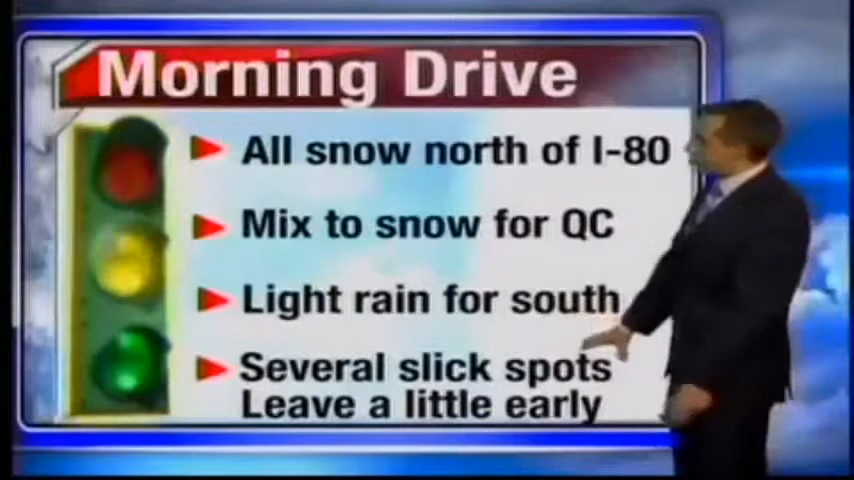 Morning Drive
All snow north of I-80
Mix to snow for QC
Light rain for south
Several slick spots
Leave a little early